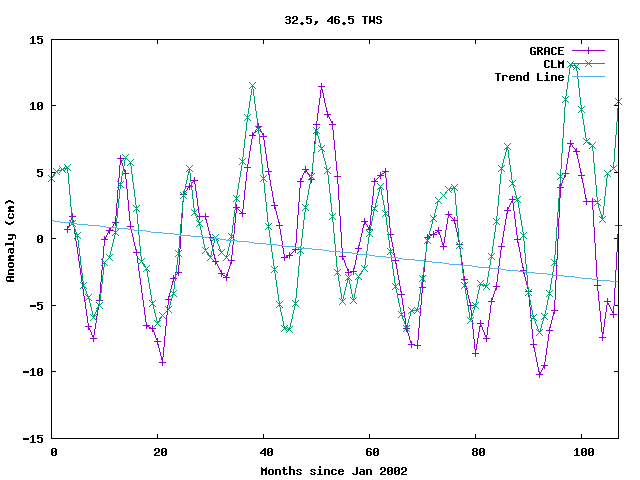 32.5, 46.5 TWS
GRACE
CLM
Trend Line
15
10
5
0
-5
-10
-15
Anomaly (cm)
0 20 40 60 80 100
Months since Jan 2002